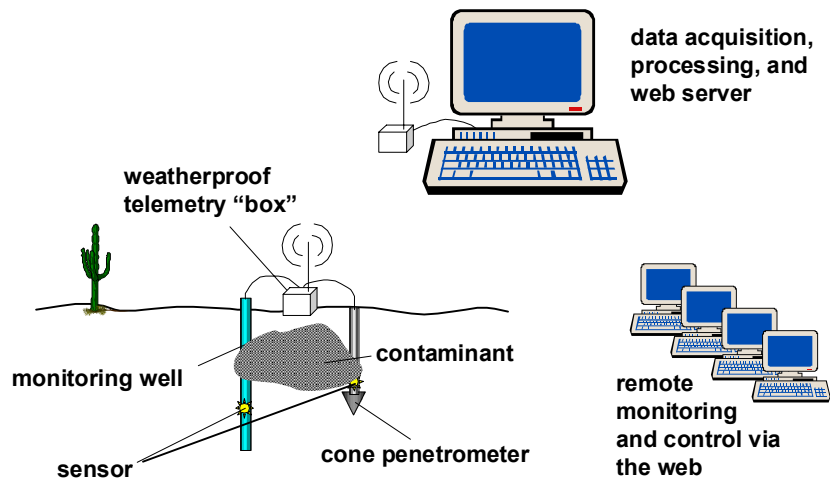 data acquisition,
processing, and
web server
weatherproof
telemetry “box”
contaminant
monitoring well
cone penetrometer
sensor
remote
monitoring
and control via
the web